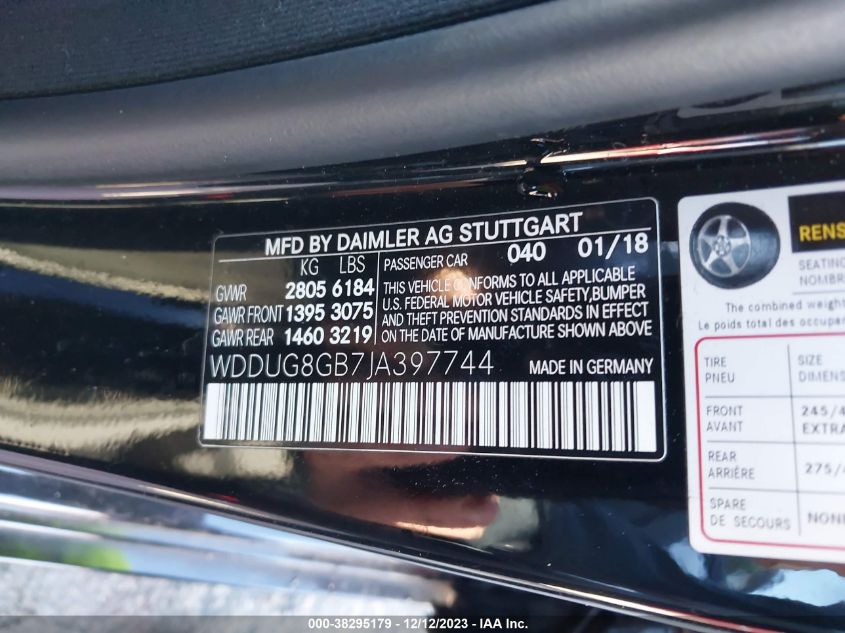 MFD BY DAIMLER AG STUTTGART
KG LBS
GVWR 2805 6184
GAWR FRONT 1395 3075
GAWR REAR 1460 3219
PASSENGER CAR 040 01/18
THIS VEHICLE CONFORMS TO ALL APPLICABLE
U.S. FEDERAL MOTOR VEHICLE SAFETY,BUMPER
AND THEFT PREVENTION STANDARDS IN EFFECT
ON THE DATE OF MANUFACTURE SHOWN ABOVE
WDDUG8GB7JA397744 MADE IN GERMANY
RENS
SEATING
NOMBR
The combined weight
Le poids total des occupa
TIRE
PNEU
SIZE
DIMENS
FRONT
AVANT
245/4
EXTRA
REAR
ARRIÈRE
275/
SPARE
DE SECOURS
NONE
000-38295179 - 12/12/2023 - IAA Inc.